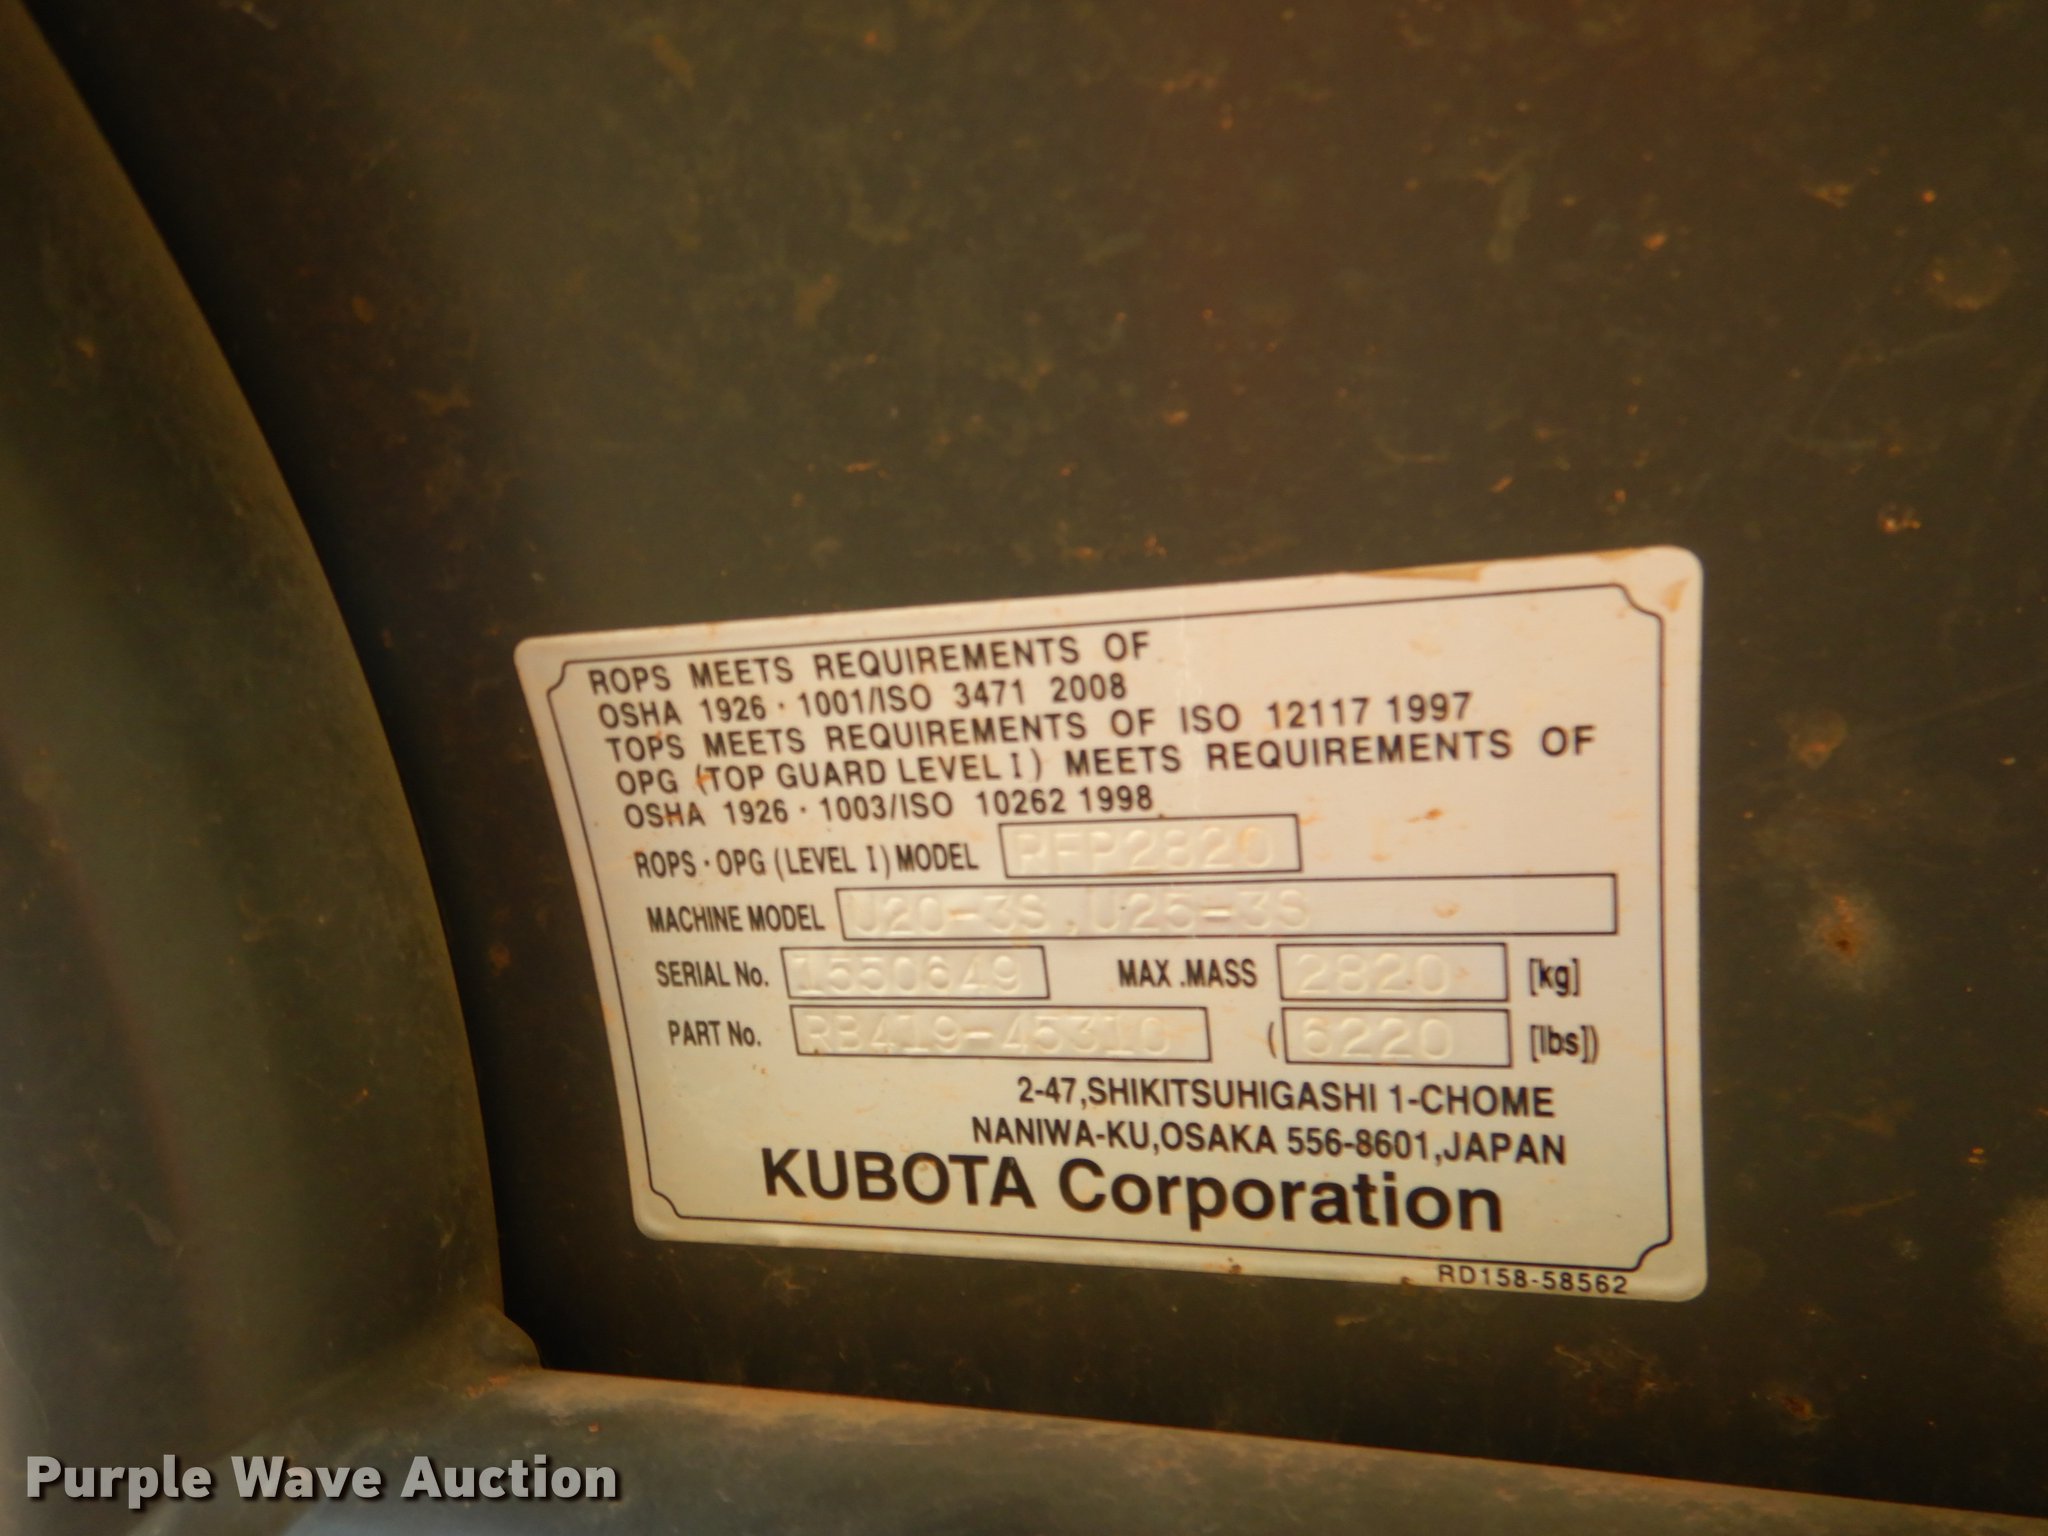 ROPS MEETS REQUIREMENTS OF
OSHA 1926・1001/ISO 3471 2008
TOPS MEETS REQUIREMENTS OF ISO 12117 1997
OPG (TOP GUARD LEVEL I) MEETS REQUIREMENTS OF
OSHA 1926・1003/ISO 10262 1998
ROPS・OPG (LEVEL I) MODEL RFP2820
MACHINE MODEL U20-3S,U25-3S
SERIAL No. 1550649 MAX.MASS 2820 [kg]
PART No. RB419-45310 (6220 [lbs])
2-47,SHIKITSUHIGASHI 1-CHOME
NANIWA-KU,OSAKA 556-8601,JAPAN
KUBOTA Corporation
RD158-58562
Purple Wave Auction